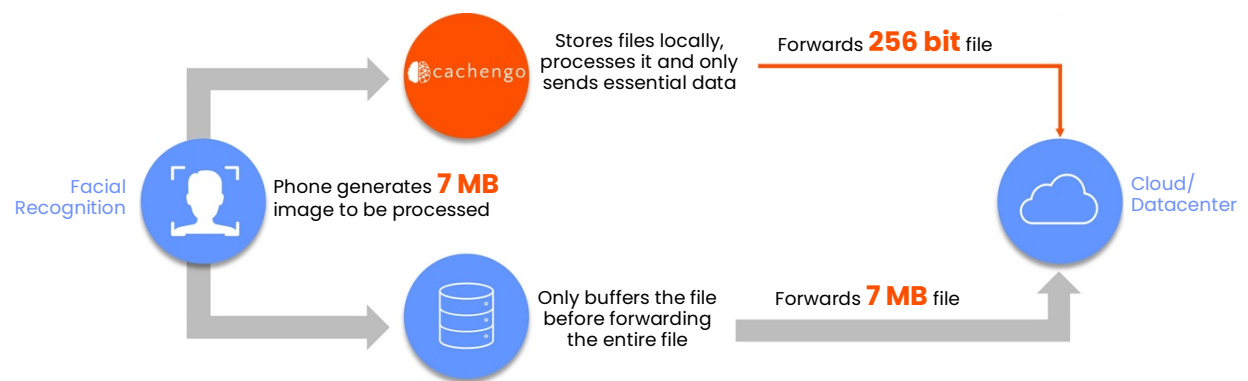 Facial
Recognition
Phone generates 7 MB
image to be processed
cachengo
Stores files locally,
processes it and only
sends essential data
Forwards 256 bit file
Only buffers the file
before forwarding
the entire file
Forwards 7 MB file
Cloud/
Datacenter